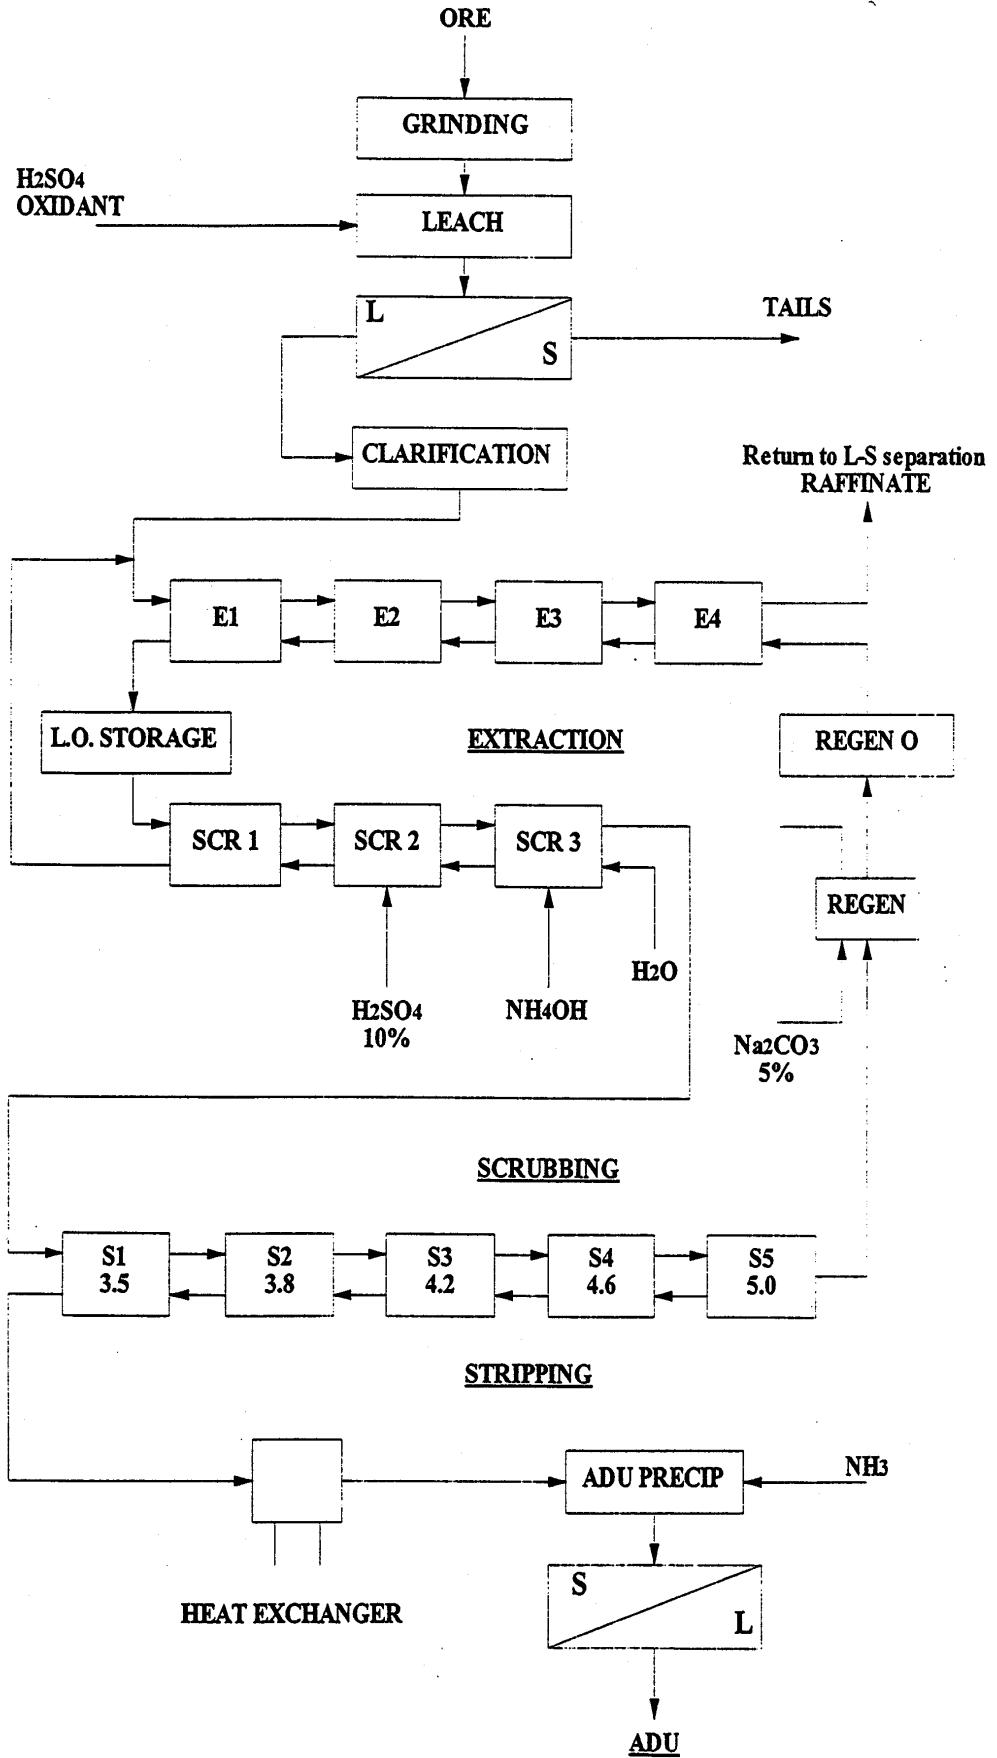 ORE
GRINDING
H2SO4
OXIDANT
LEACH
L
S
TAILS
CLARIFICATION
Return to L-S separation
RAFFINATE
E1
E2
E3
E4
L.O. STORAGE
EXTRACTION
REGEN O
SCR 1
SCR 2
SCR 3
REGEN
H2O
H2SO4
10%
NH4OH
Na2CO3
5%
SCRUBBING
S1
3.5
S2
3.8
S3
4.2
S4
4.6
S5
5.0
STRIPPING
ADU PRECIP
NH3
S
L
HEAT EXCHANGER
ADU